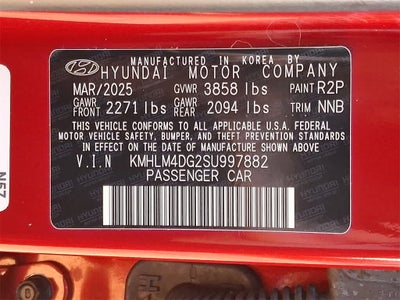 MANUFACTURED IN KOREA BY
HYUNDAI MOTOR COMPANY
MAR/2025 GVWR 3858 lbs PAINT R2P
GAWR FRONT 2271 lbs GAWR REAR 2094 lbs TRIM NNB
THIS VEHICLE CONFORMS TO ALL APPLICABLE U.S.A. FEDERAL
MOTOR VEHICLE SAFETY, BUMPER, AND THEFT PREVENTION STANDARDS
IN EFFECT ON THE DATE OF MANUFACTURE SHOWN ABOVE.
V.I.N KMHLM4DG2SU997882
PASSENGER CAR
N57